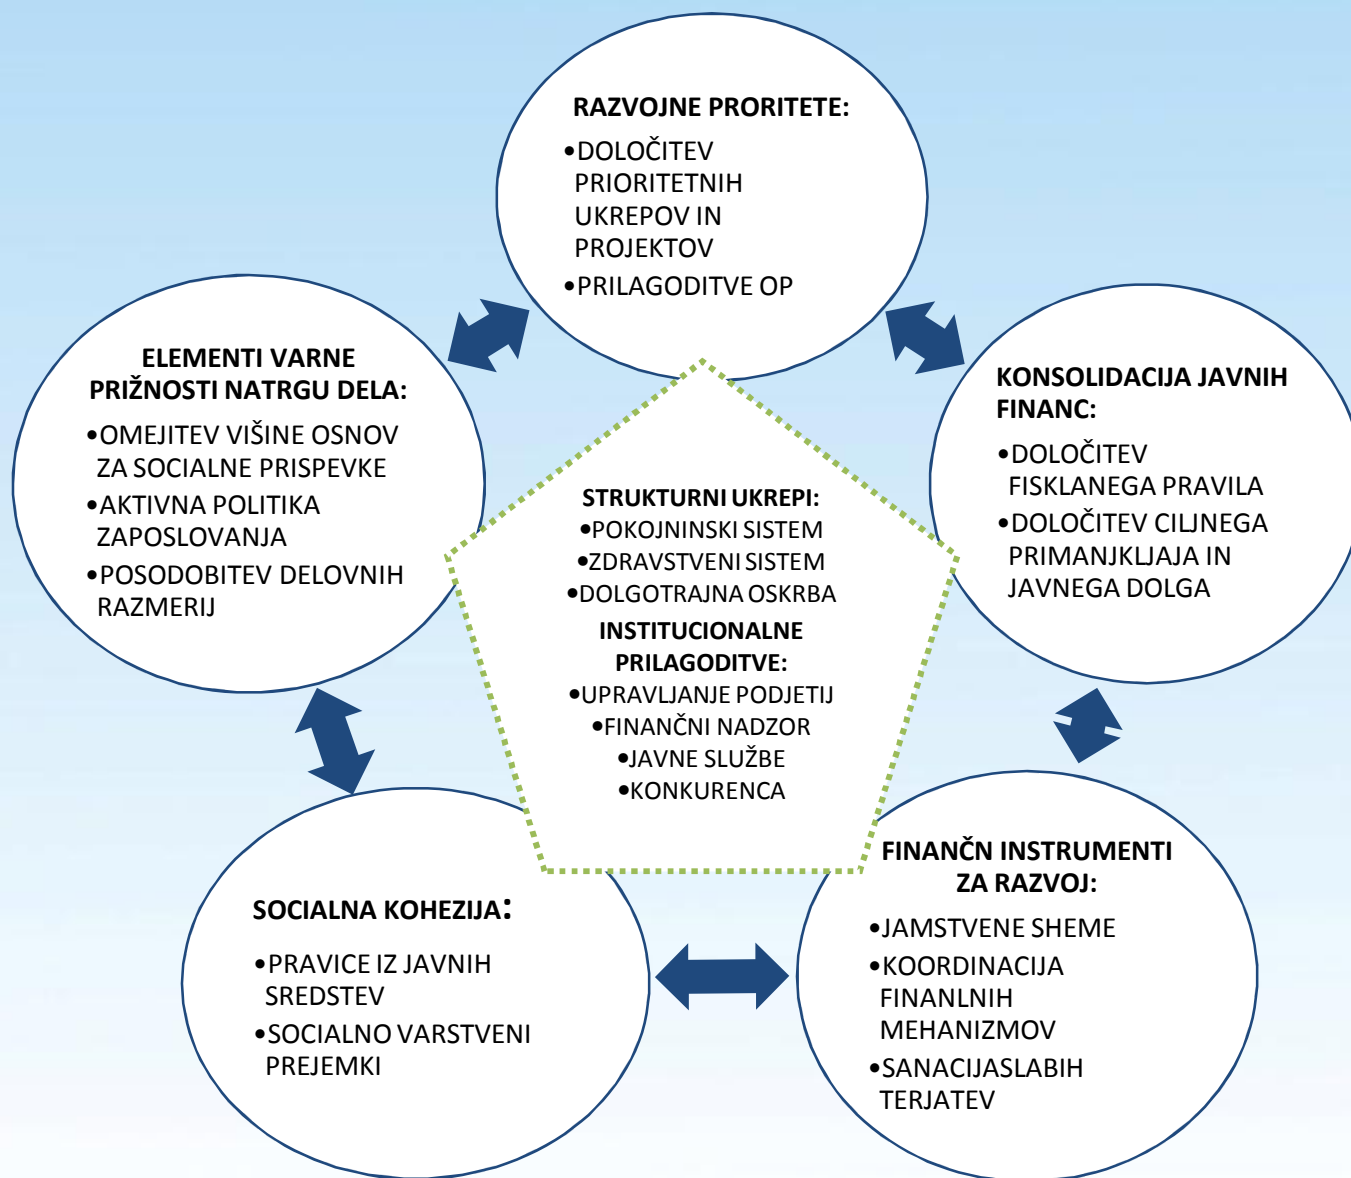 RAZVOJNE PRORITETE:
•DOLOČITEV
PRIORITETNIH
UKREPOV IN
PROJEKTOV
•PRILAGODITVE OP
ELEMENTI VARNE
PRIŽNOSTI NATRGU DELA:
•OMEJITEV VIŠINE OSNOV
ZA SOCIALNE PRISPEVKE
•AKTIVNA POLITIKA
ZAPOSLOVANJA
•POSODOBITEV DELOVNIH
RAZMERIJ
KONSOLIDACIJA JAVNIH
FINANC:
•DOLOČITEV
FISKLANEGA PRAVILA
•DOLOČITEV CILJNEGA
PRIMANJKLJAJA IN
JAVNEGA DOLGA
STRUKTURNI UKREPI:
•POKOJNINSKI SISTEM
•ZDRAVSTVENI SISTEM
•DOLGOTRAJNA OSKRBA
INSTITUCIONALNE
PRILAGODITVE:
•UPRAVLJANJE PODJETIJ
•FINANČNI NADZOR
•JAVNE SLUŽBE
•KONKURENCA
SOCIALNA KOHEZIJA:
•PRAVICE IZ JAVNIH
SREDSTEV
•SOCIALNO VARSTVENI
PREJEMKI
FINANČN INSTRUMENTI
ZA RAZVOJ:
•JAMSTVENE SHEME
•KOORDINACIJA
FINANLNIH
MEHANIZMOV
•SANACIJASLABIH
TERJATEV